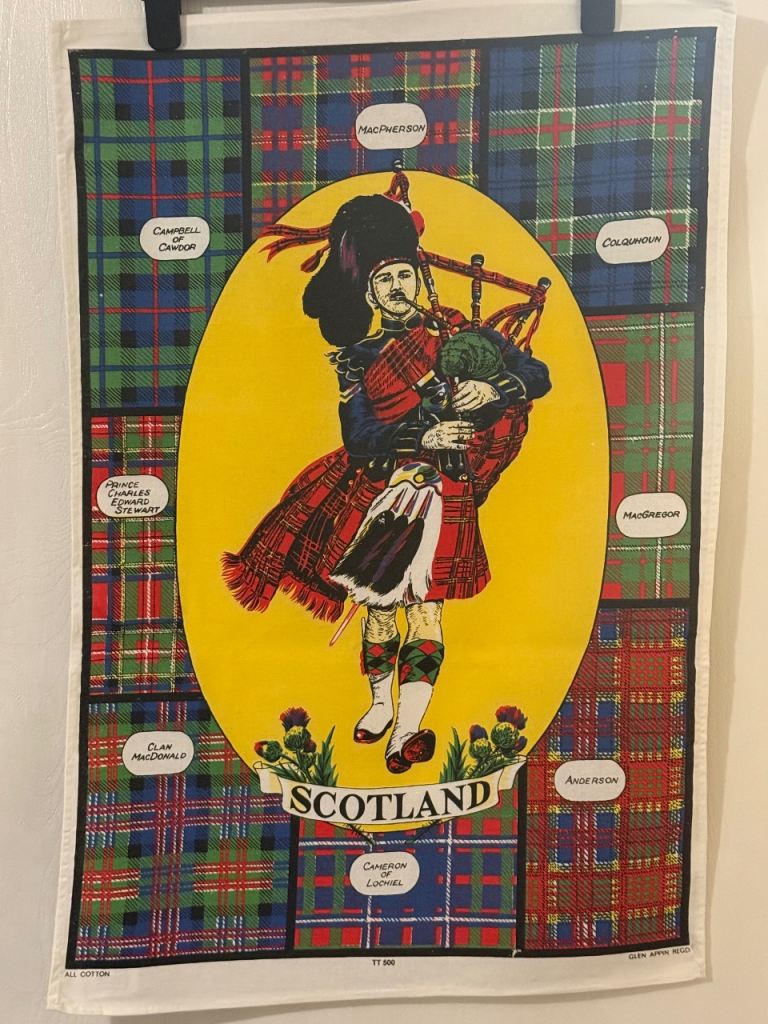 MACPHERSON
CAMPBELL
OF
CAWDOR
COLQUHOUN
PRINCE
CHARLES
EDWARD
STEWART
MACGREGOR
CLAN
MACDONALD
ANDERSON
SCOTLAND
CAMERON
OF
LOCHIEL
ALL COTTON
TT 500
GLEN APPIN REGD